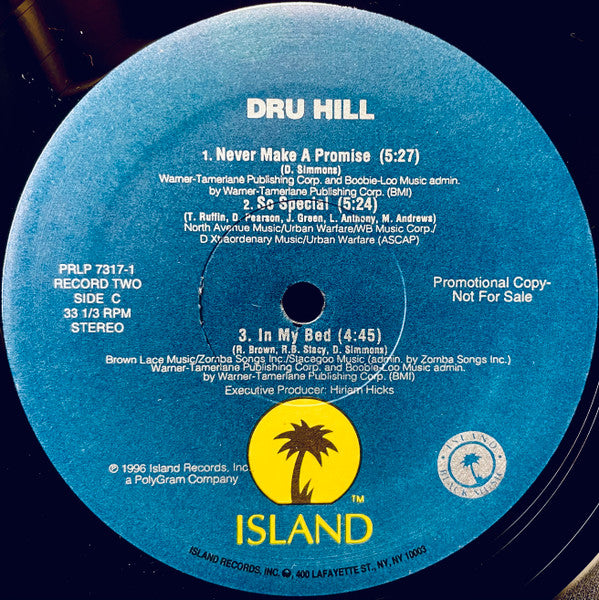 DRU HILL
1. Never Make A Promise (5:27)
(D. Simmons)
Warner-Tamerlane Publishing Corp. and Boobie-Loo Music admin.
by Warner-Tamerlane Publishing Corp. (BMI)
2. So Special (5:24)
(T. Ruffin, D. Pearson, J. Green, L. Anthony, M. Andrews)
North Avenue Music/Urban Warfare/WB Music Corp./
D Xtraordenary Music/Urban Warfare (ASCAP)
PRLP 7317-1
RECORD TWO
SIDE C
33 1/3 RPM
STEREO
Promotional Copy-
Not For Sale
3. In My Bed (4:45)
(R. Brown, R.B. Stacy, D. Simmons)
Brown Lace Music/Zomba Songs Inc./Stacegoo Music (admin. by Zomba Songs Inc.)
Warner-Tamerlane Publishing Corp. and Boobie-Loo Music admin.
by Warner-Tamerlane Publishing Corp. (BMI)
Executive Producer: Hiriam Hicks
℗ 1996 Island Records, Inc
a PolyGram Company
TM
ISLAND
ISLAND
BLACK MUSIC
ISLAND RECORDS, INC. , 400 LAFAYETTE ST., NY, NY 10003